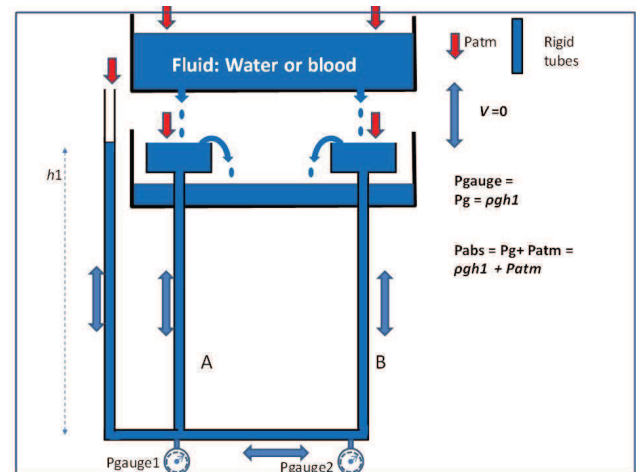 Patm
Rigid
tubes
Fluid: Water or blood
V=0
h1
Pgauge =
Pg = ρgh1
Pabs = Pg+ Patm =
ρgh1 + Patm
A
B
Pgauge1
Pgauge2